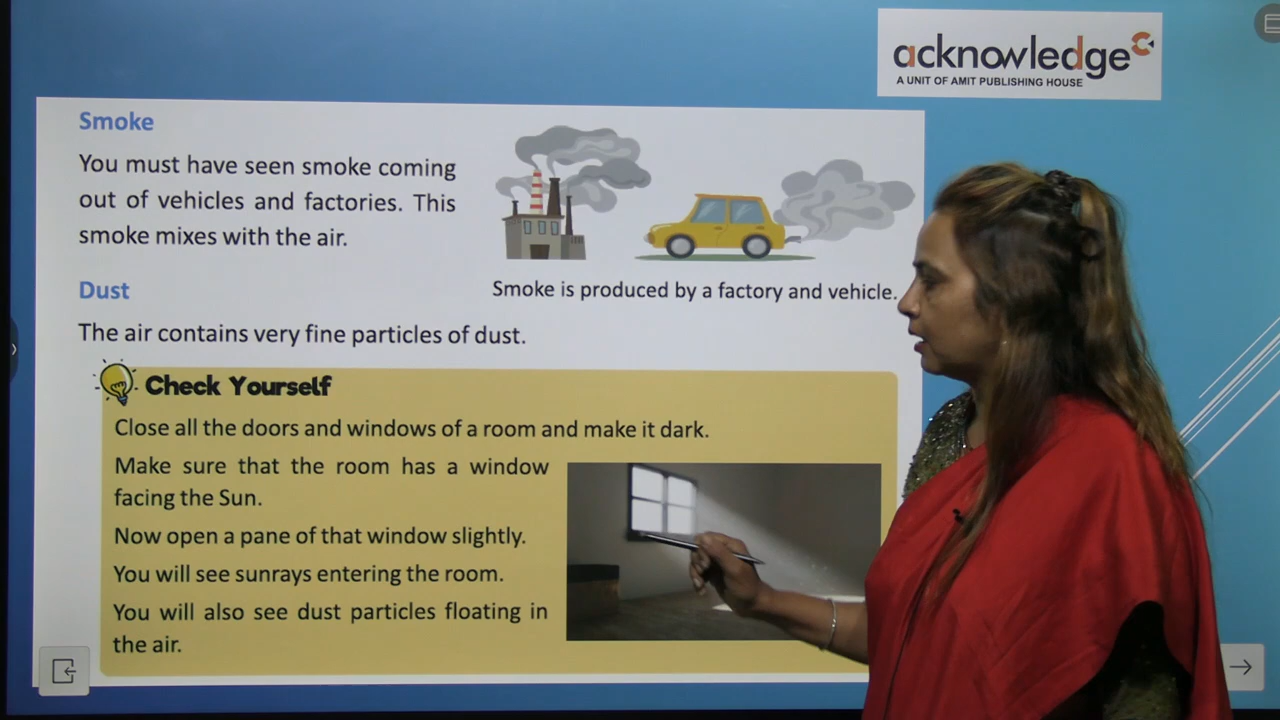 acknowledge
A UNIT OF AMIT PUBLISHING HOUSE
Smoke
You must have seen smoke coming
out of vehicles and factories. This
smoke mixes with the air.
Smoke is produced by a factory and vehicle.
Dust
The air contains very fine particles of dust.
Check Yourself
Close all the doors and windows of a room and make it dark.
Make sure that the room has a window
facing the Sun.
Now open a pane of that window slightly.
You will see sunrays entering the room.
You will also see dust particles floating in
the air.